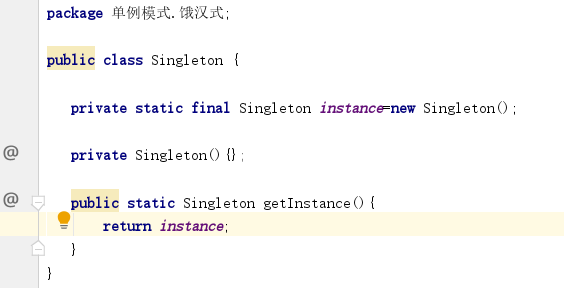 package 单例模式.饿汉式;
public class Singleton {
private static final Singleton instance=new Singleton();
@ private Singleton(){};
@ public static Singleton getInstance(){
return instance;
}
}